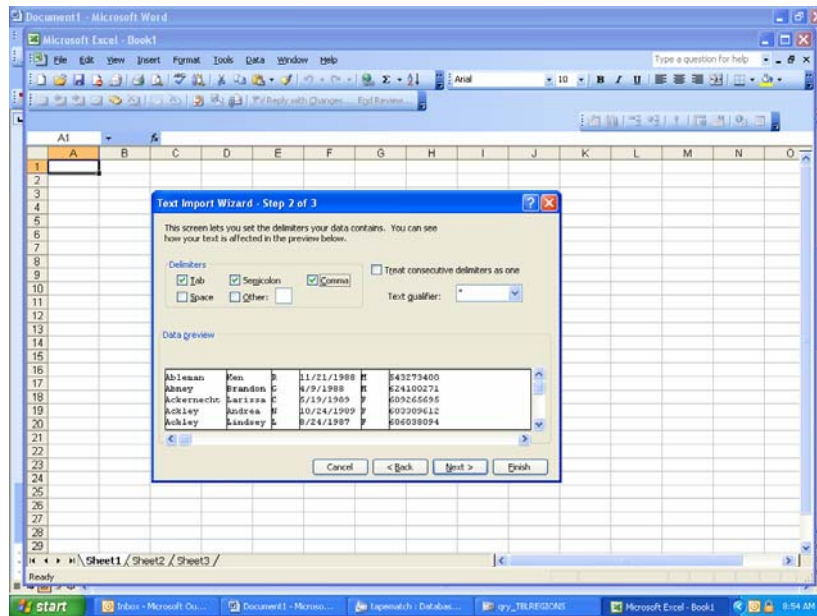 Document1 - Microsoft Word
Microsoft Excel - Book1
File Edit View Insert Format Tools Data Window Help
Type a question for help
Arial 10 B I U
Reply with Changes... End Review...
A1 fx
A B C D E F G H I J K L M N O
1
2
3
4
5
6
7
8
9
10
11
12
13
14
15
16
17
18
19
20
21
22
23
24
25
26
27
28
29
Text Import Wizard - Step 2 of 3
This screen lets you set the delimiters your data contains. You can see
how your text is affected in the preview below.
Delimiters
Tab Semicolon Comma
Space Other:
Treat consecutive delimiters as one
Text qualifier: "
Data preview
Ableman Ken R 11/21/1988 M 543273400
Abney Brandon G 4/9/1988 M 624100271
Ackernecht Larissa C 5/19/1989 F 609265695
Ackley Andrea N 10/24/1989 F 603309612
Ackley Lindsey L 8/24/1987 F 606038094
Cancel < Back Next > Finish
Sheet1 / Sheet2 / Sheet3 /
Ready
start Inbox - Microsoft Ou... Document1 - Microso... tapematch : Databas... qry_TBLREGIONS Microsoft Excel - Book1 8:54 AM